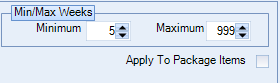 Min/Max Weeks
Minimum 5 Maximum 999
Apply To Package Items